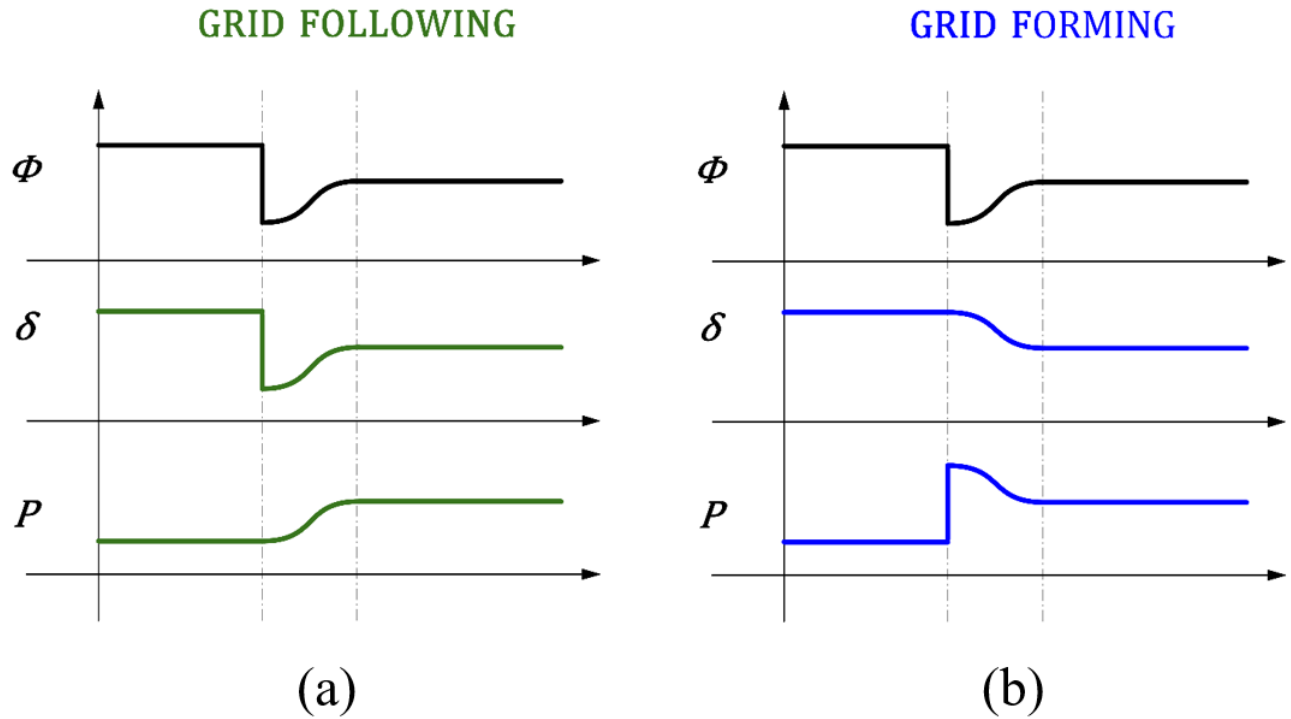 GRID FOLLOWING
Φ
δ
P
(a)
GRID FORMING
Φ
δ
P
(b)